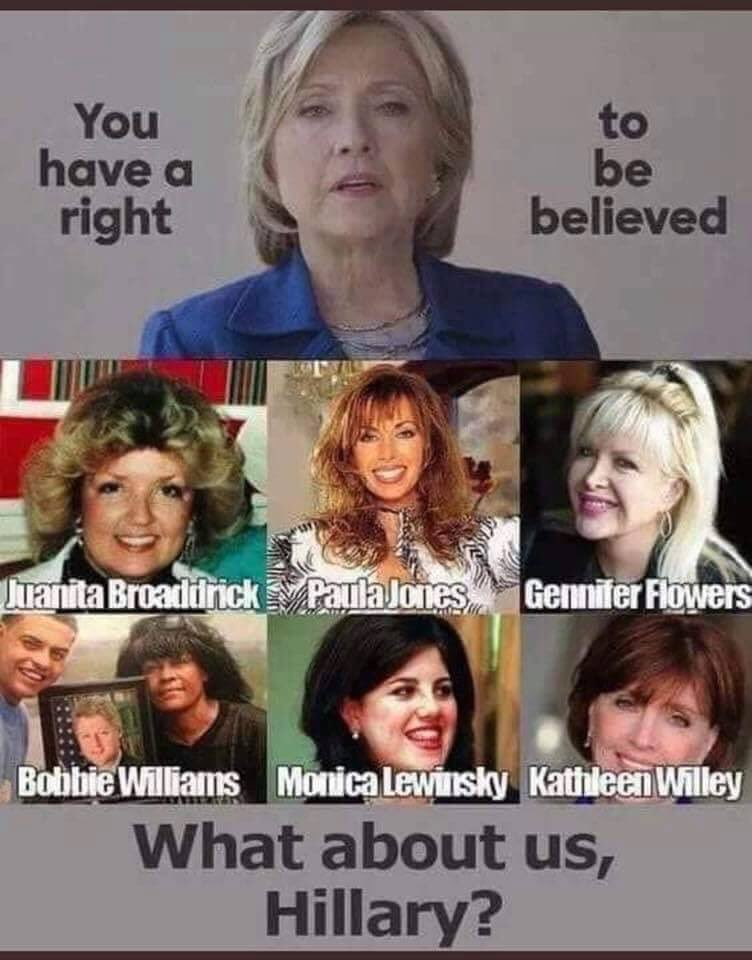 You
have a
right
to
be
believed
Juanita Broaddrick
Paula Jones
Gennifer Flowers
Bobbie Williams
Monica Lewinsky
Kathleen Willey
What about us,
Hillary?